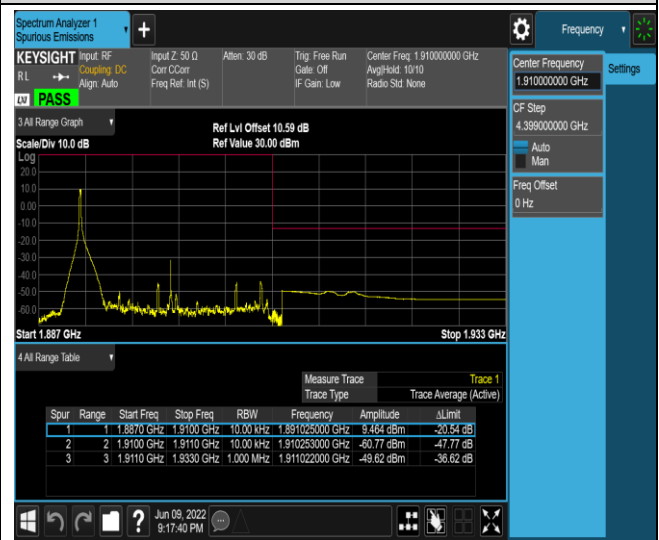 Spectrum Analyzer 1
Spurious Emissions
+
Frequency
KEYSIGHT
RL
Input: RF
Coupling: DC
Align: Auto
Input Z: 50 Ω
Corr CCorr
Freq Ref: Int (S)
Atten: 30 dB
Trig: Free Run
Gate: Off
IF Gain: Low
Center Freq: 1.910000000 GHz
Avg|Hold: 10/10
Radio Std: None
LNI PASS
Center Frequency
1.910000000 GHz
Settings
CF Step
4.399000000 GHz
Auto
Man
Freq Offset
0 Hz
3 All Range Graph
Ref Lvl Offset 10.59 dB
Scale/Div 10.0 dB
Ref Value 30.00 dBm
Log
20.0
10.0
0.00
-10.0
-20.0
-30.0
-40.0
-50.0
-60.0
Start 1.887 GHz
Stop 1.933 GHz
4 All Range Table
Measure Trace Trace 1
Trace Type Trace Average (Active)
Spur Range Start Freq Stop Freq RBW Frequency Amplitude ΔLimit
1 1 1.8870 GHz 1.9100 GHz 10.00 kHz 1.891025000 GHz 9.464 dBm -20.54 dB
2 2 1.9100 GHz 1.9110 GHz 10.00 kHz 1.910253000 GHz -60.77 dBm -47.77 dB
3 3 1.9110 GHz 1.9330 GHz 1.000 MHz 1.911022000 GHz -49.62 dBm -36.62 dB
?
Jun 09, 2022
9:17:40 PM